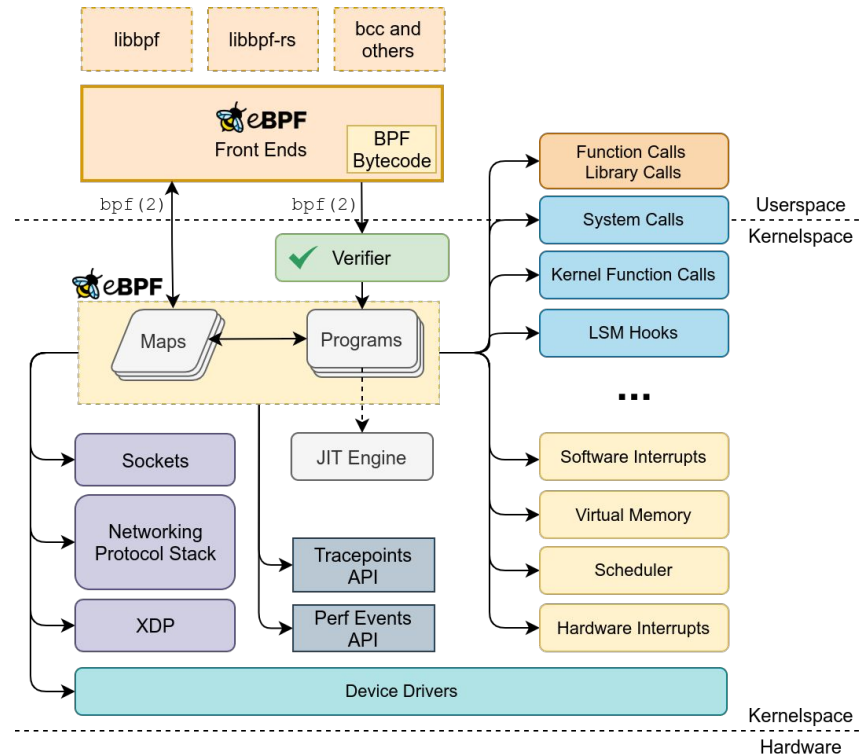 libbpf
libbpf-rs
bcc and
others
eBPF
Front Ends
BPF
Bytecode
bpf(2)
bpf(2)
Function Calls
Library Calls
Userspace
System Calls
Kernelspace
Verifier
Kernel Function Calls
eBPF
Maps
Programs
LSM Hooks
...
JIT Engine
Sockets
Software Interrupts
Networking
Protocol Stack
Virtual Memory
Tracepoints
API
Scheduler
XDP
Perf Events
API
Hardware Interrupts
Device Drivers
Kernelspace
Hardware